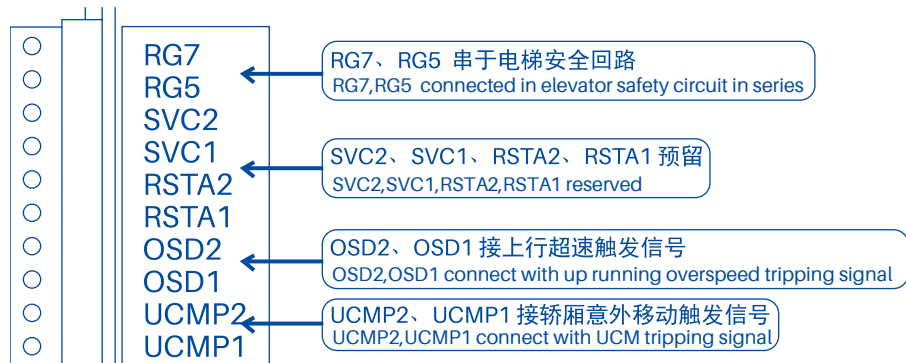 RG7
RG5
SVC2
SVC1
RSTA2
RSTA1
OSD2
OSD1
UCMP2
UCMP1
RG7、RG5 串于电梯安全回路
RG7,RG5 connected in elevator safety circuit in series
SVC2、SVC1、RSTA2、RSTA1 预留
SVC2,SVC1,RSTA2,RSTA1 reserved
OSD2、OSD1 接上行超速触发信号
OSD2,OSD1 connect with up running overspeed tripping signal
UCMP2、UCMP1 接轿厢意外移动触发信号
UCMP2,UCMP1 connect with UCM tripping signal